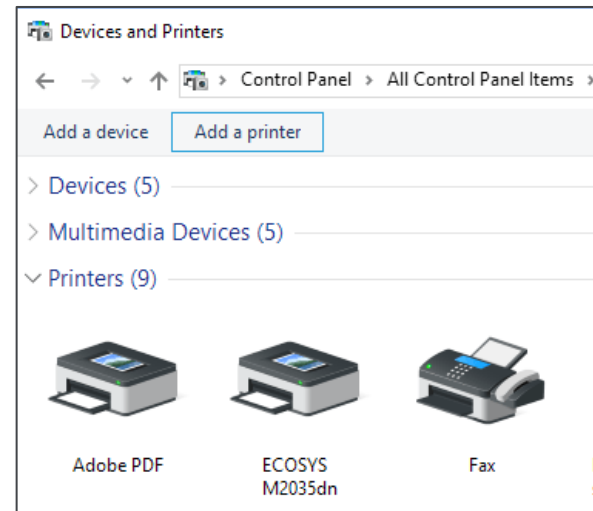 Devices and Printers
Control Panel > All Control Panel Items >
Add a device Add a printer
Devices (5)
Multimedia Devices (5)
Printers (9)
Adobe PDF
ECOSYS
M2035dn
Fax